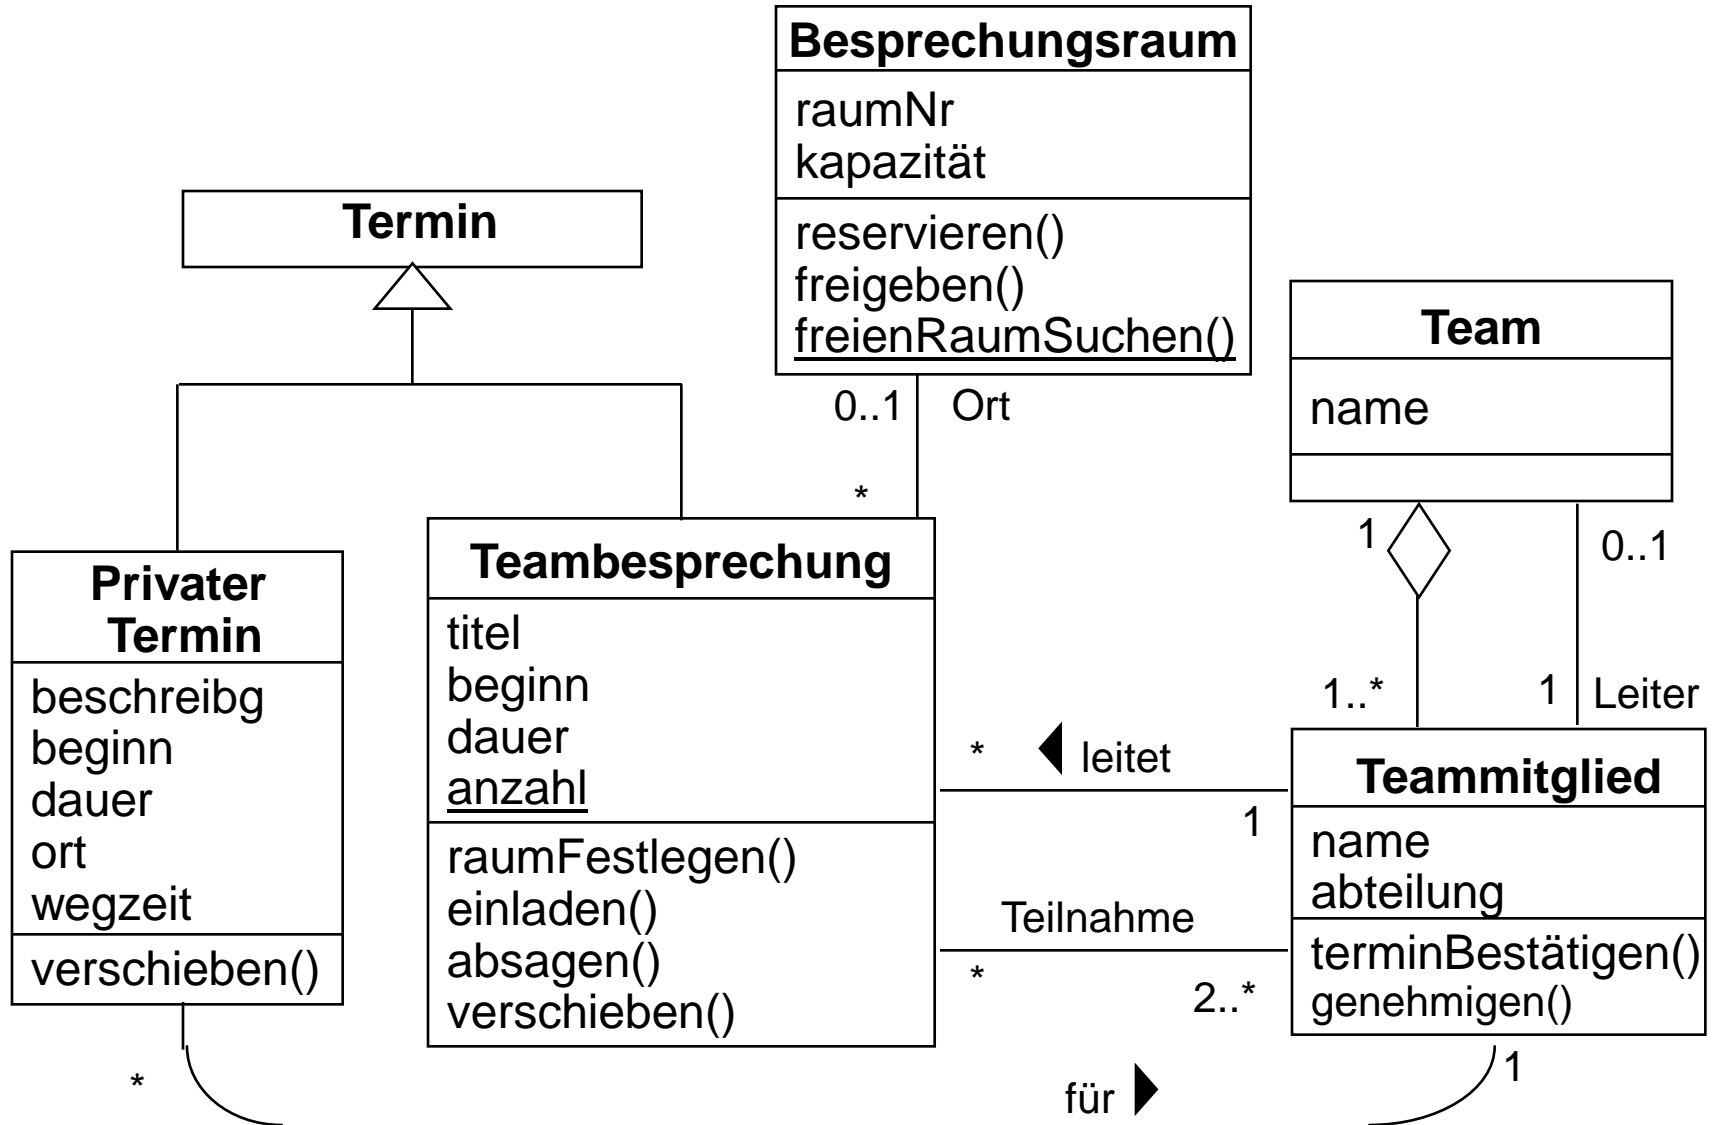 Besprechungsraum
raumNr
kapazität
reservieren()
freigeben()
freienRaumSuchen()
Termin
Team
name
0..1 Ort
*
1
0..1
1..*
1 Leiter
Privater
Termin
beschreibg
beginn
dauer
ort
wegzeit
verschieben()
Teambesprechung
titel
beginn
dauer
anzahl
raumFestlegen()
einladen()
absagen()
verschieben()
* leitet
1
Teilnahme
*
2..*
Teammitglied
name
abteilung
terminBestätigen()
genehmigen()
*
für
1